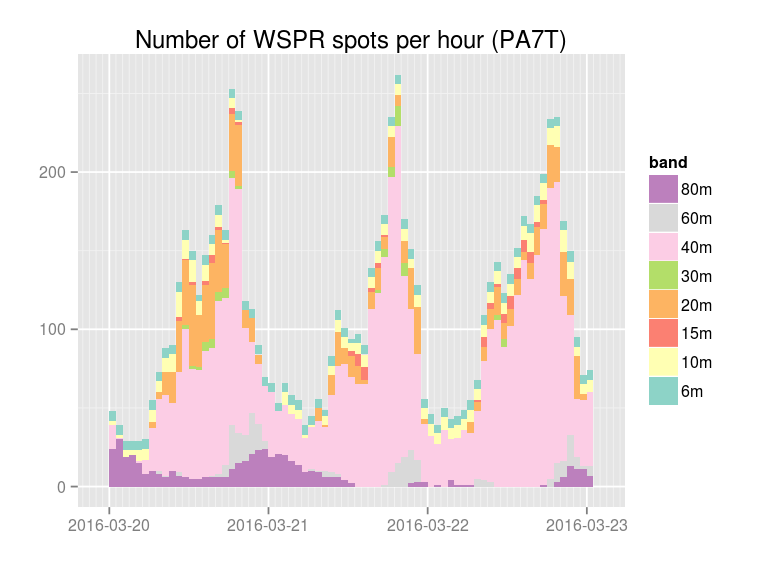 Number of WSPR spots per hour (PA7T)
200
100
0
2016-03-20 2016-03-21 2016-03-22 2016-03-23
band
80m
60m
40m
30m
20m
15m
10m
6m